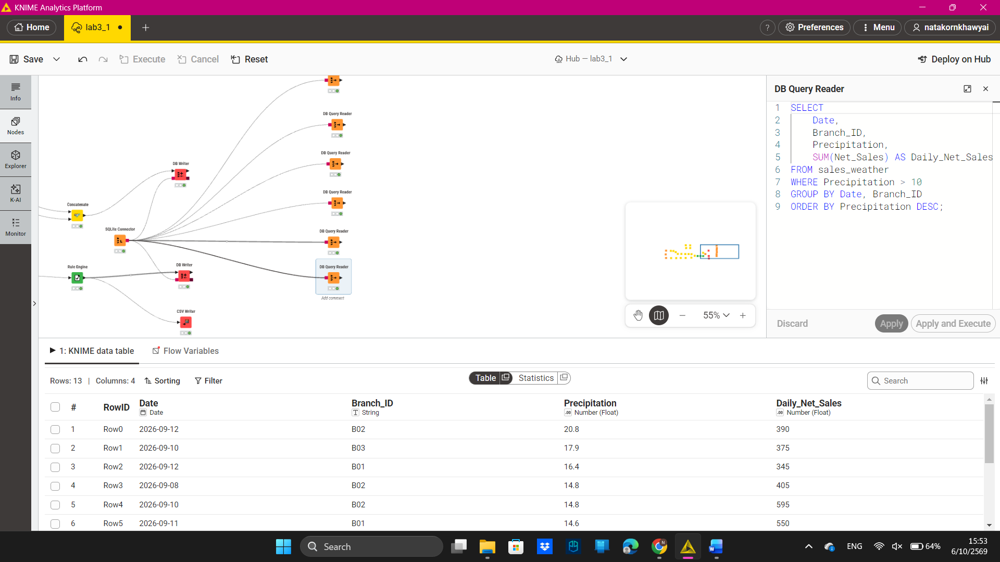 KNIME Analytics Platform
Home
lab3_1
Preferences
Menu
natakornkhawyai
Save
Execute
Cancel
Reset
Hub — lab3_1
Deploy on Hub
Info
Nodes
Explorer
K-AI
Monitor
DB Query Reader
DB Query Reader
DB Writer
DB Query Reader
Concatenate
SQLite Connector
DB Query Reader
Rule Engine
DB Writer
DB Query Reader
Add comment
CSV Writer
55%
DB Query Reader
1 SELECT
2 Date,
3 Branch_ID,
4 Precipitation,
5 SUM(Net_Sales) AS Daily_Net_Sales
6 FROM sales_weather
7 WHERE Precipitation > 10
8 GROUP BY Date, Branch_ID
9 ORDER BY Precipitation DESC;
Discard
Apply
Apply and Execute
1: KNIME data table
Flow Variables
Rows: 13 | Columns: 4
Sorting
Filter
Table
Statistics
Search
# RowID Date Branch_ID Precipitation Daily_Net_Sales
Date String Number (Float) Number (Float)
1 Row0 2026-09-12 B02 20.8 390
2 Row1 2026-09-10 B03 17.9 375
3 Row2 2026-09-12 B01 16.4 345
4 Row3 2026-09-08 B02 14.8 405
5 Row4 2026-09-10 B02 14.8 595
6 Row5 2026-09-11 B01 14.6 550
Search
ENG
64%
15:53
6/10/2569